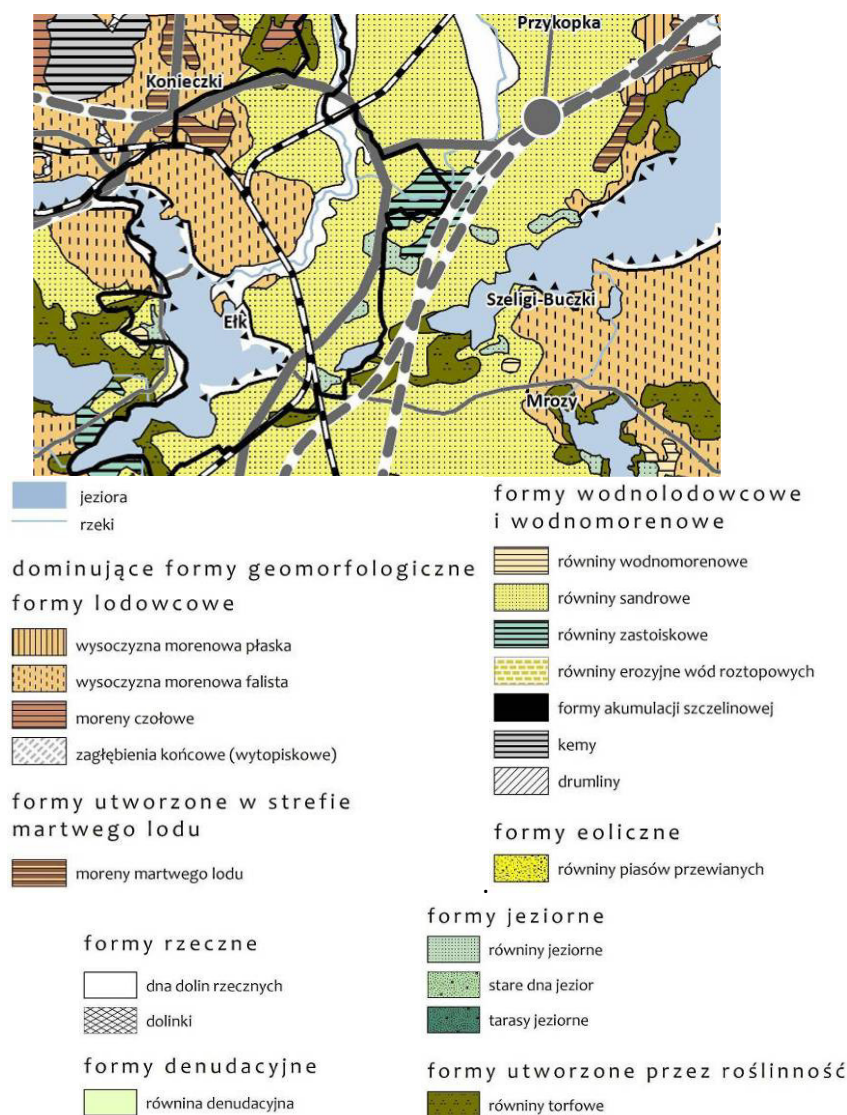 Przykopka
Konieczki
Szeligi-Buczki
Ełk
Mrozy
jeziora
rzeki
dominujące formy geomorfologiczne
formy lodowcowe
wysoczyzna morenowa płaska
wysoczyzna morenowa falista
moreny czołowe
zagłębienia końcowe (wytopiskowe)
formy utworzone w strefie
martwego lodu
moreny martwego lodu
formy wodnolodowcowe
i wodnomorenowe
równiny wodnomorenowe
równiny sandrowe
równiny zastoiskowe
równiny erozyjne wód roztopowych
formy akumulacji szczelinowej
kemy
drumliny
formy eoliczne
równiny piasów przewianych
formy rzeczne
dna dolin rzecznych
dolinki
formy denudacyjne
równina denudacyjna
formy jeziorne
równiny jeziorne
stare dna jezior
tarasy jeziorne
formy utworzone przez roślinność
równiny torfowe